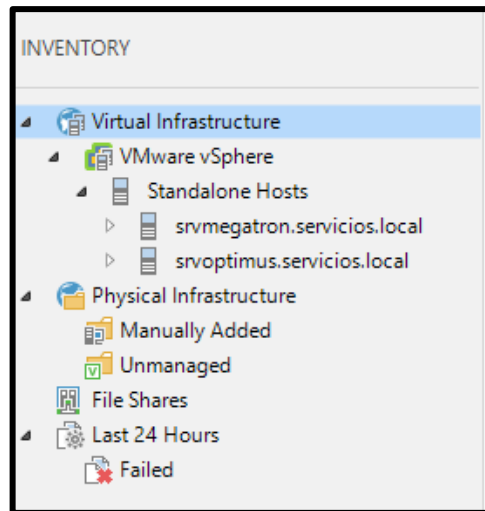 INVENTORY
Virtual Infrastructure
VMware vSphere
Standalone Hosts
srvmegatron.servicios.local
srvoptimus.servicios.local
Physical Infrastructure
Manually Added
Unmanaged
File Shares
Last 24 Hours
Failed